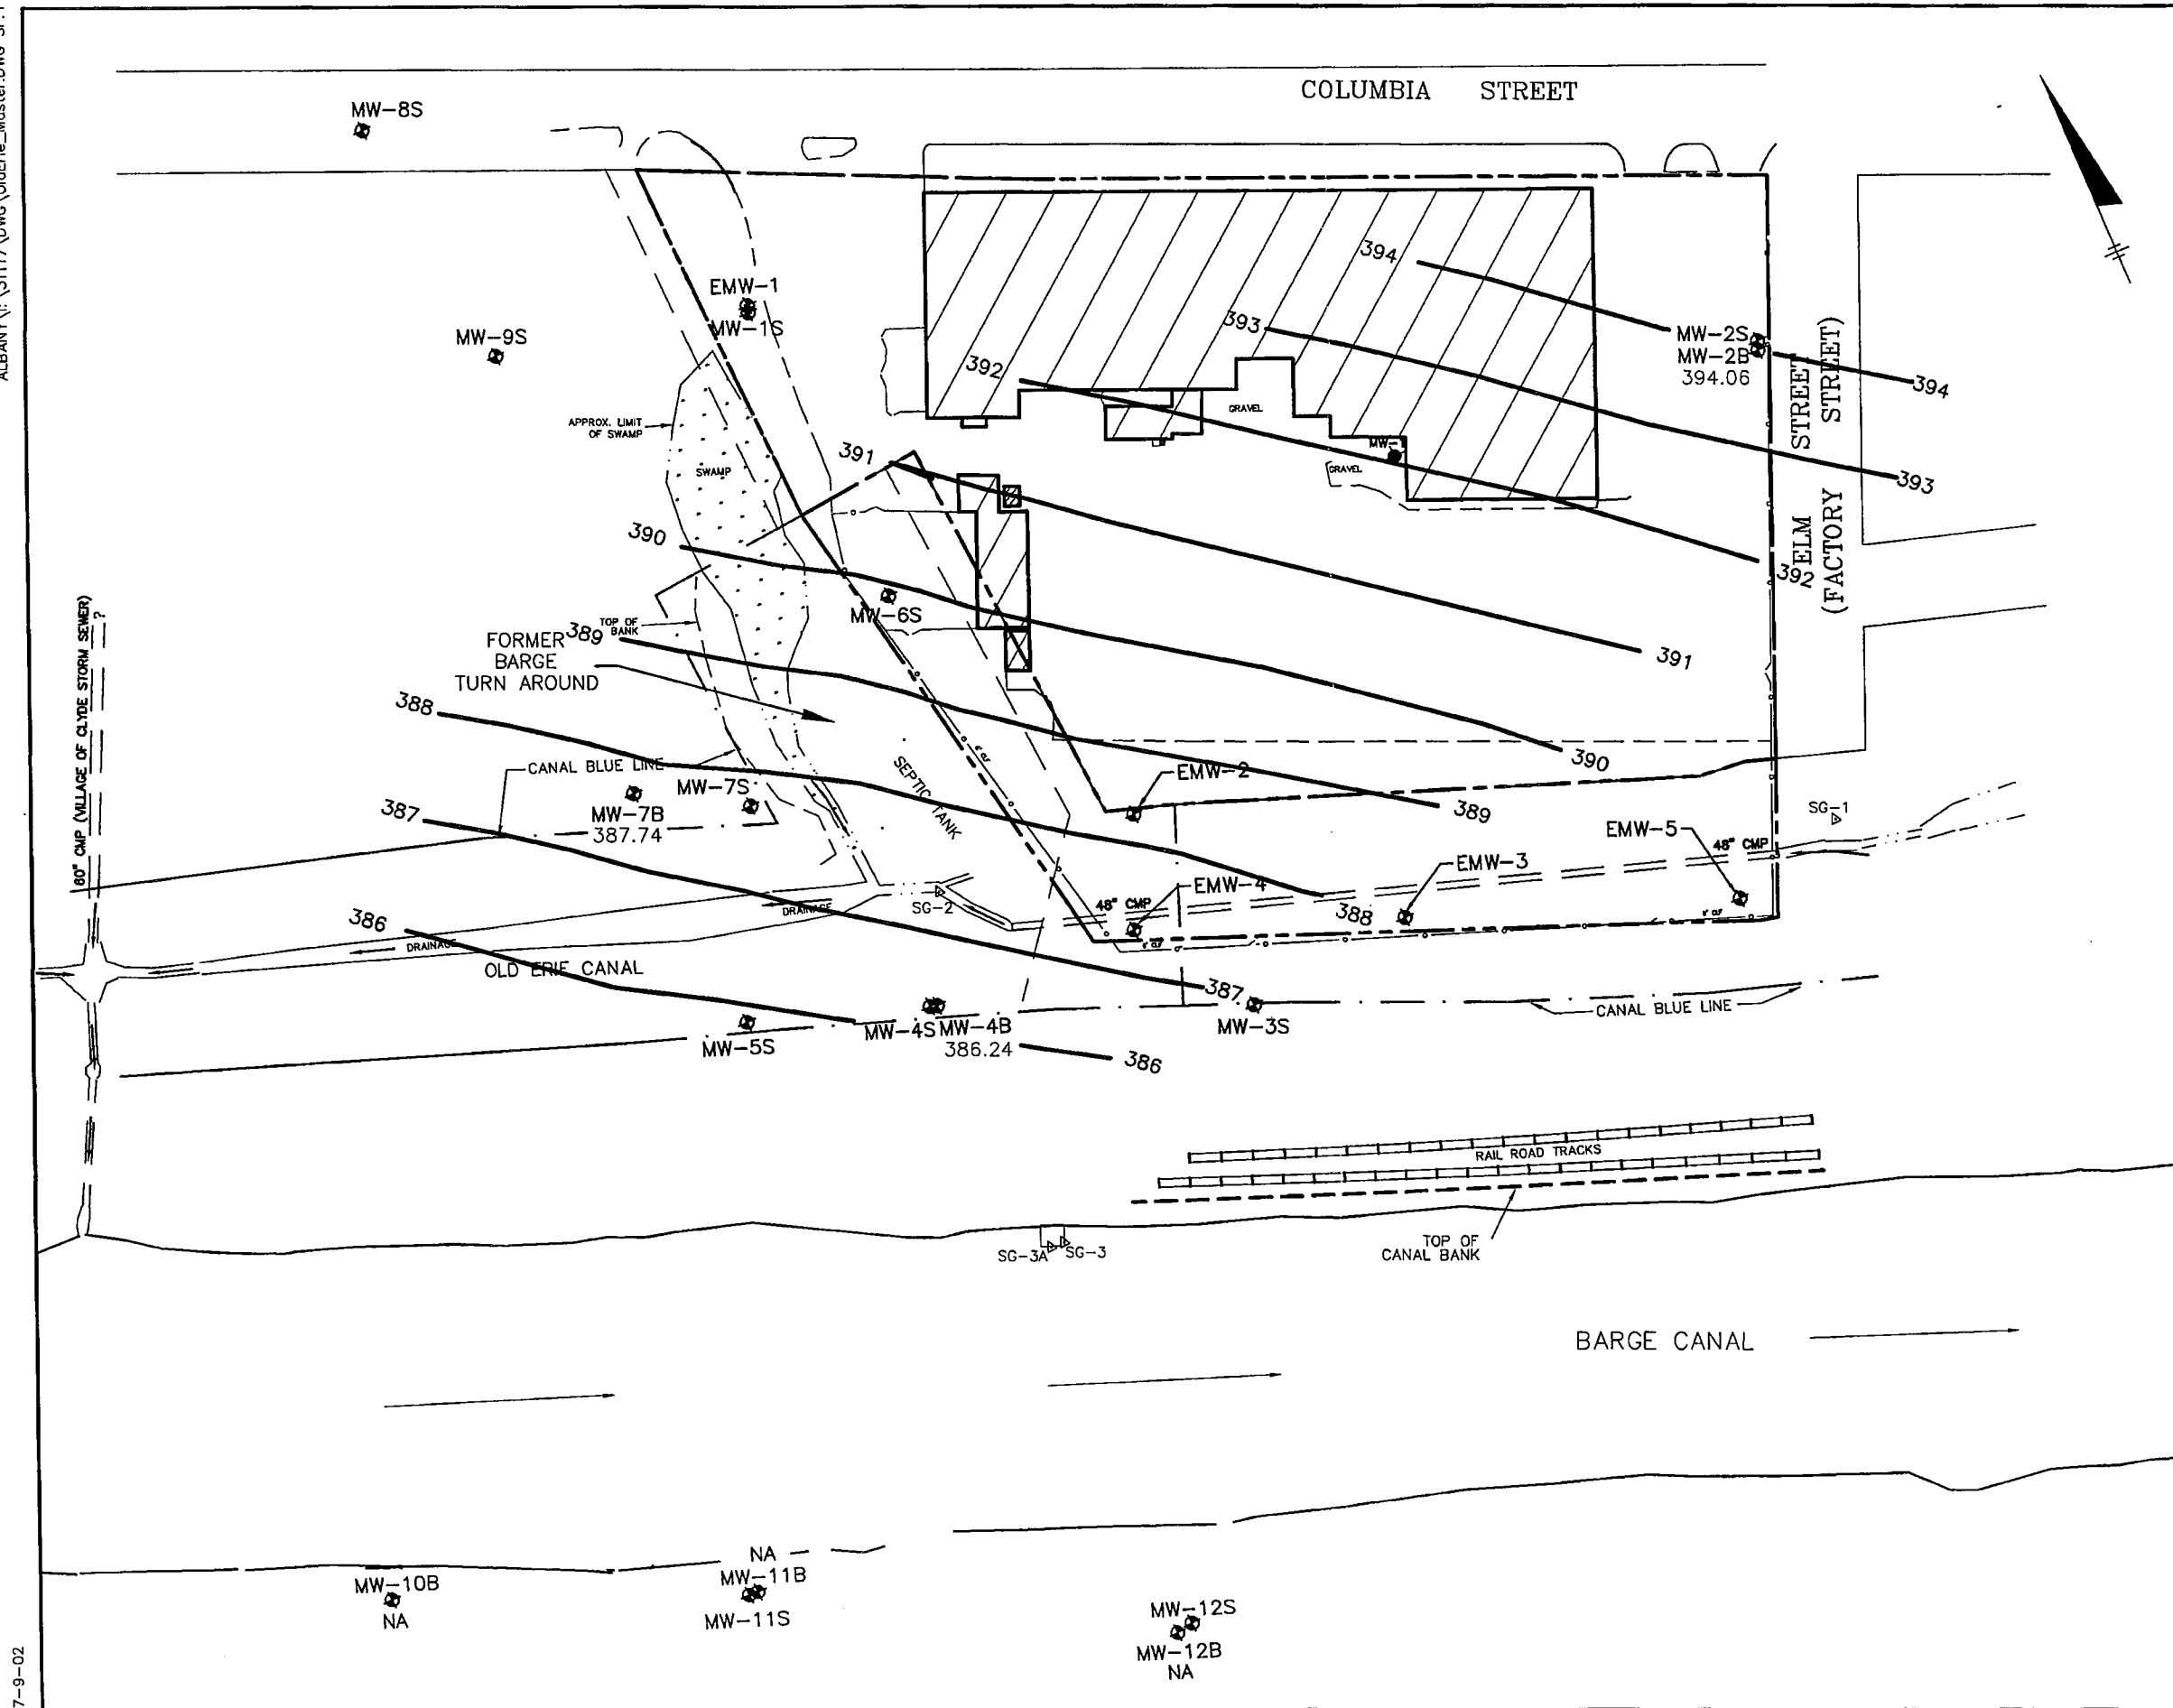 COLUMBIA STREET
MW-8S
EMW-1
MW-1S
MW-9S
394
393
392
MW-2S
MW-2B
394.06
394
393
392
ELM STREET
(FACTORY STREET)
GRAVEL
MW-1
GRAVEL
APPROX. LIMIT
OF SWAMP
SWAMP
391
390
MW-6S
391
TOP OF
BANK
389
FORMER
BARGE
TURN AROUND
388
390
60" CMP (VILLAGE OF CLYDE STORM SEWER)
?
CANAL BLUE LINE
SEPTIC TANK
MW-7S
MW-7B
387.74
387
EMW-2
389
SG-1
EMW-5
48" CMP
EMW-3
EMW-4
48" CMP
388
SG-2
DRAINAGE
386
DRAINAGE
OLD ERIE CANAL
387
MW-3S
CANAL BLUE LINE
MW-4S MW-4B
386.24
MW-5S
386
RAIL ROAD TRACKS
TOP OF
CANAL BANK
SG-3A
SG-3
BARGE CANAL
MW-10B
NA
NA
MW-11B
MW-11S
MW-12S
MW-12B
NA
7-9-02